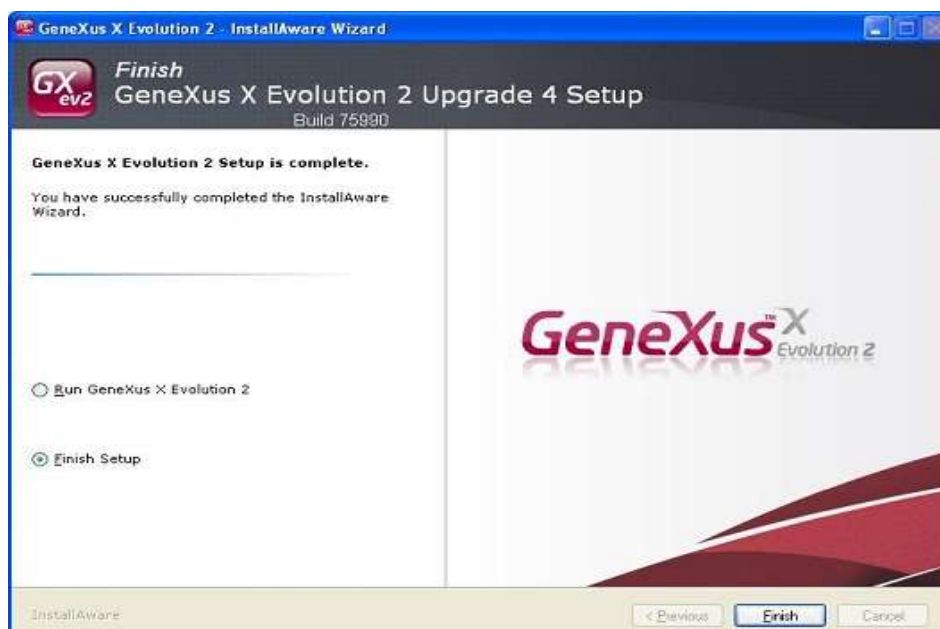 GeneXus X Evolution 2 - InstallAware Wizard
GX
ev2
Finish
GeneXus X Evolution 2 Upgrade 4 Setup
Build 75990
GeneXus X Evolution 2 Setup is complete.
You have successfully completed the InstallAware
Wizard.
GeneXus™ X
Evolution 2
Run GeneXus X Evolution 2
Finish Setup
InstallAware
< Previous
Finish
Cancel